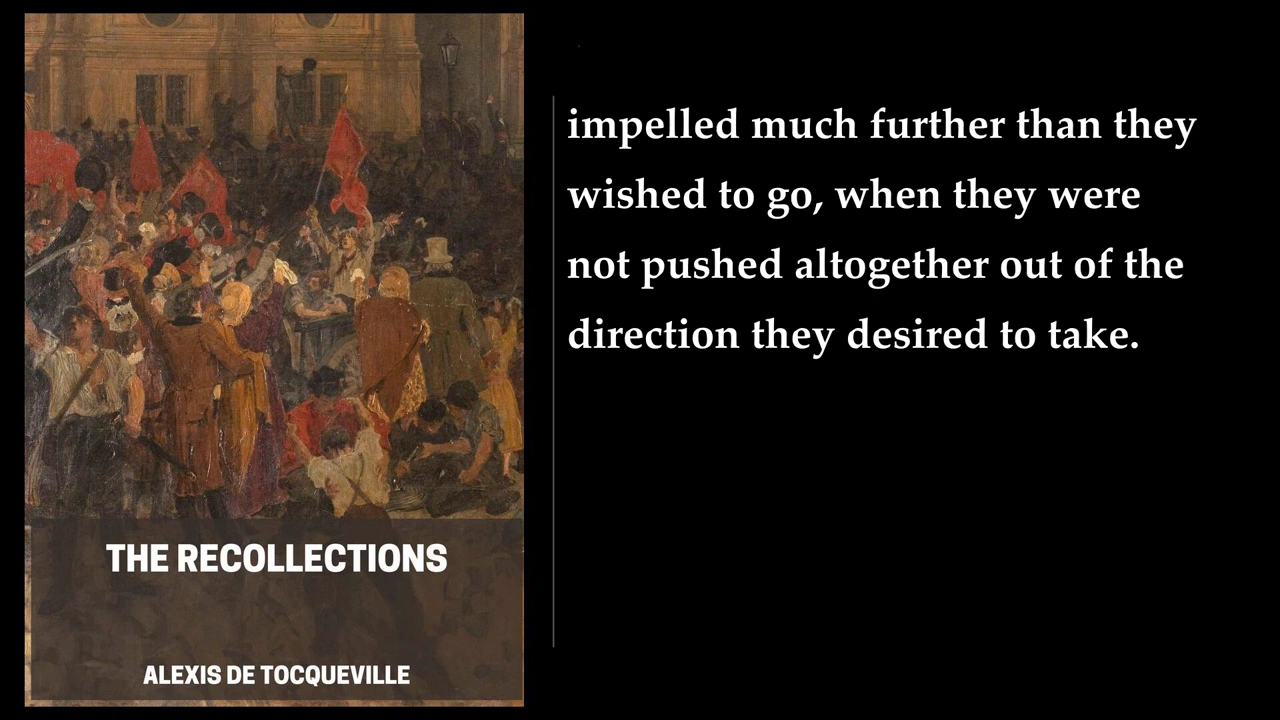 impelled much further than they
wished to go, when they were
not pushed altogether out of the
direction they desired to take.
THE RECOLLECTIONS
ALEXIS DE TOCQUEVILLE